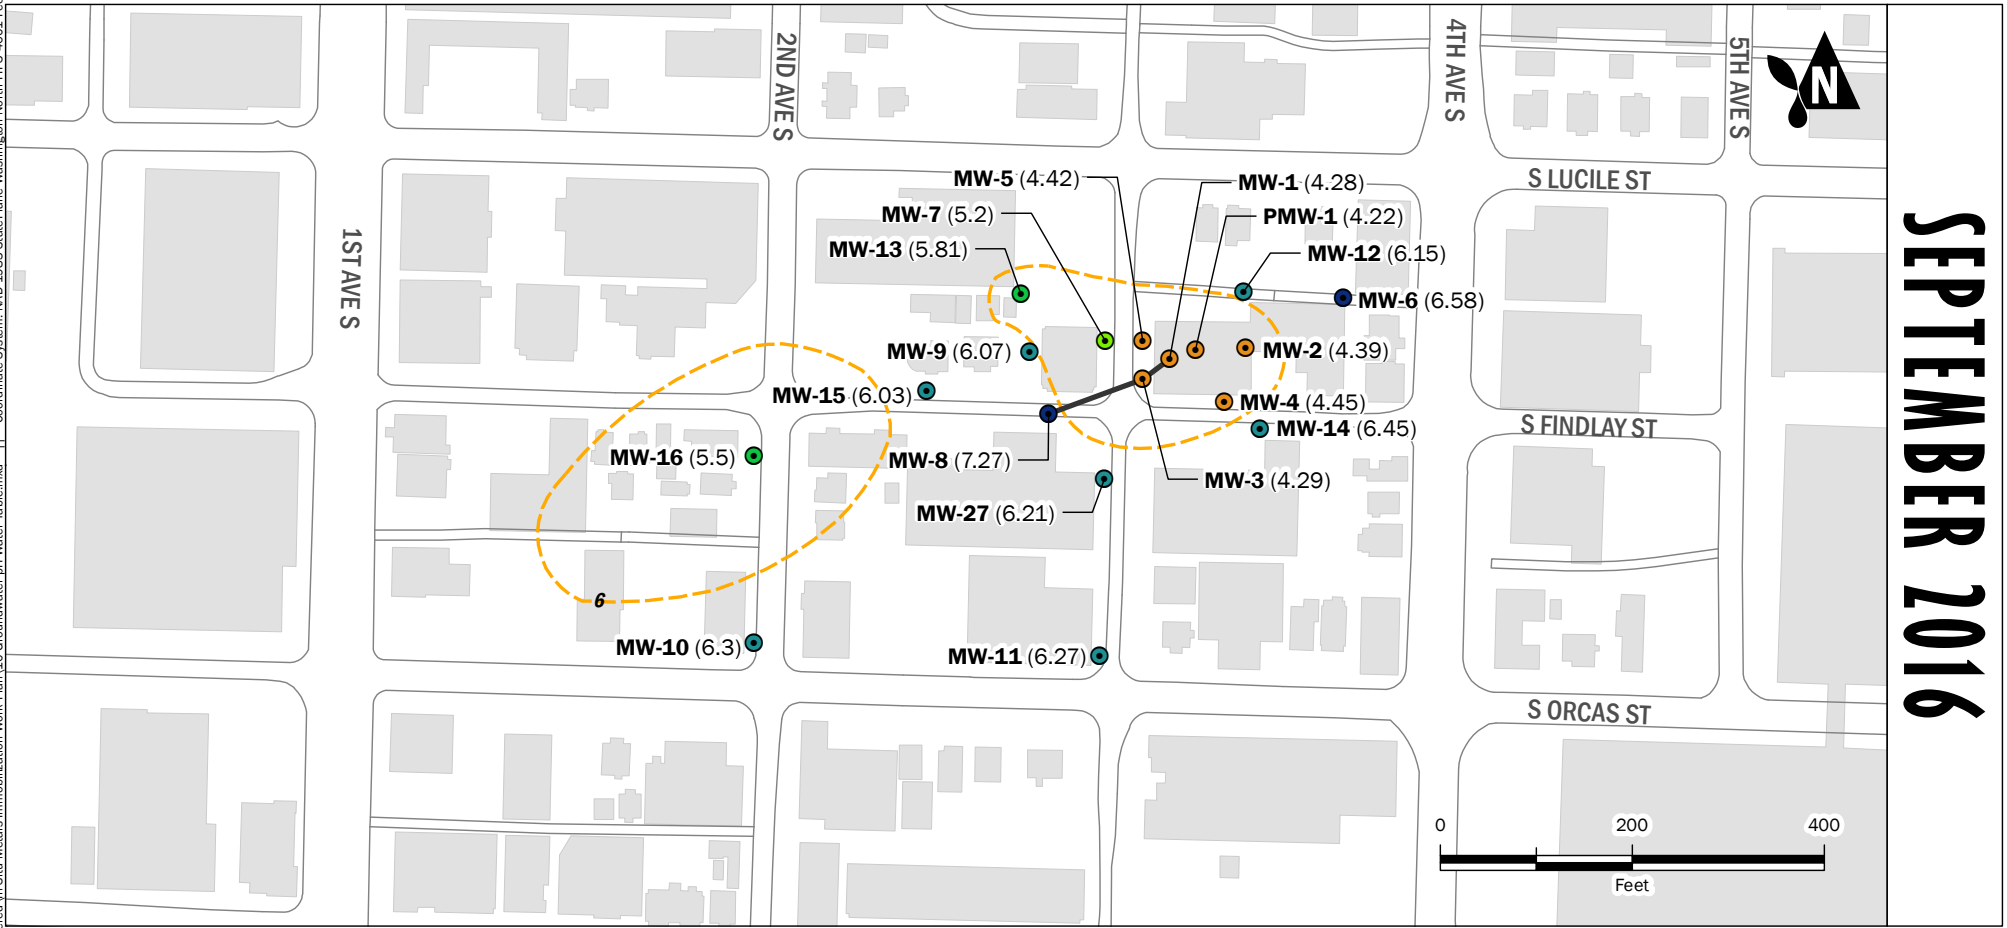 2ND AVE S
4TH AVE S
5TH AVE S
N
MW-5 (4.42)
MW-1 (4.28)
S LUCILE ST
MW-7 (5.2)
PMW-1 (4.22)
MW-13 (5.81)
MW-12 (6.15)
1ST AVE S
MW-6 (6.58)
MW-9 (6.07)
MW-2 (4.39)
MW-15 (6.03)
MW-4 (4.45)
S FINDLAY ST
MW-14 (6.45)
MW-16 (5.5)
MW-8 (7.27)
MW-3 (4.29)
MW-27 (6.21)
6
MW-10 (6.3)
MW-11 (6.27)
S ORCAS ST
0 200 400
Feet
SEPTEMBER 2016